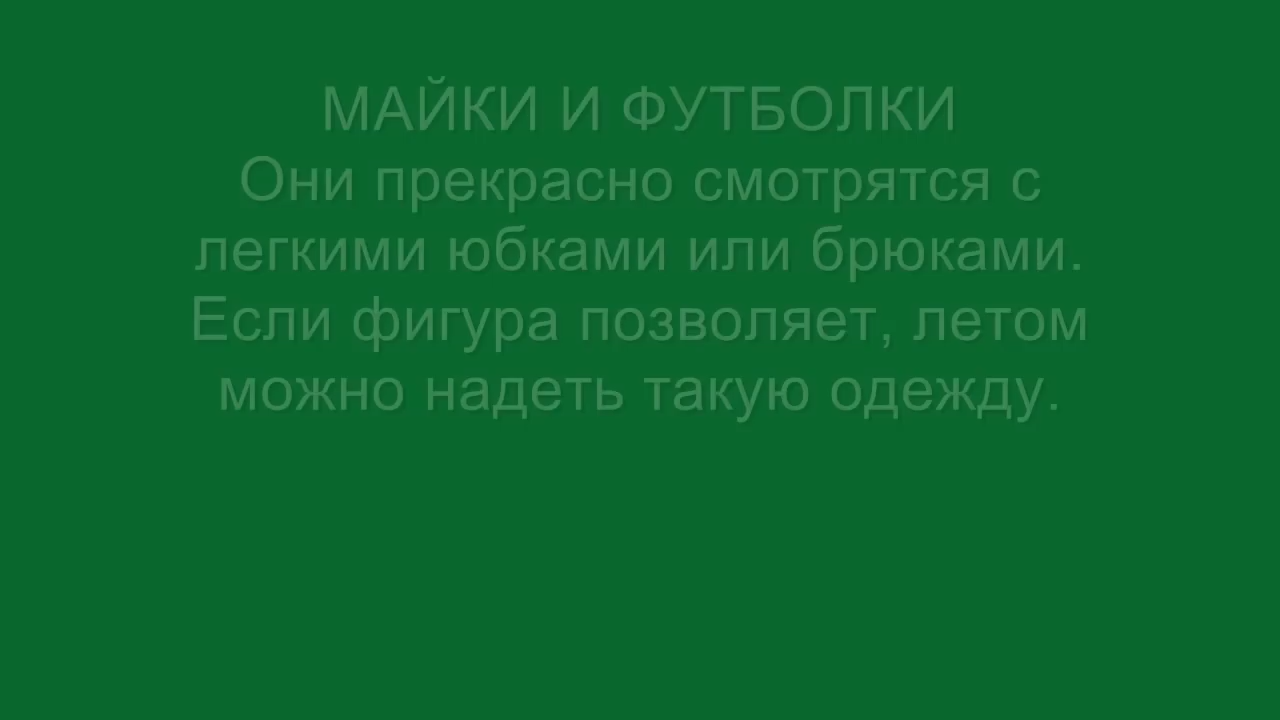 МАЙКИ И ФУТБОЛКИ
Они прекрасно смотрятся с
легкими юбками или брюками.
Если фигура позволяет, летом
можно надеть такую одежду.